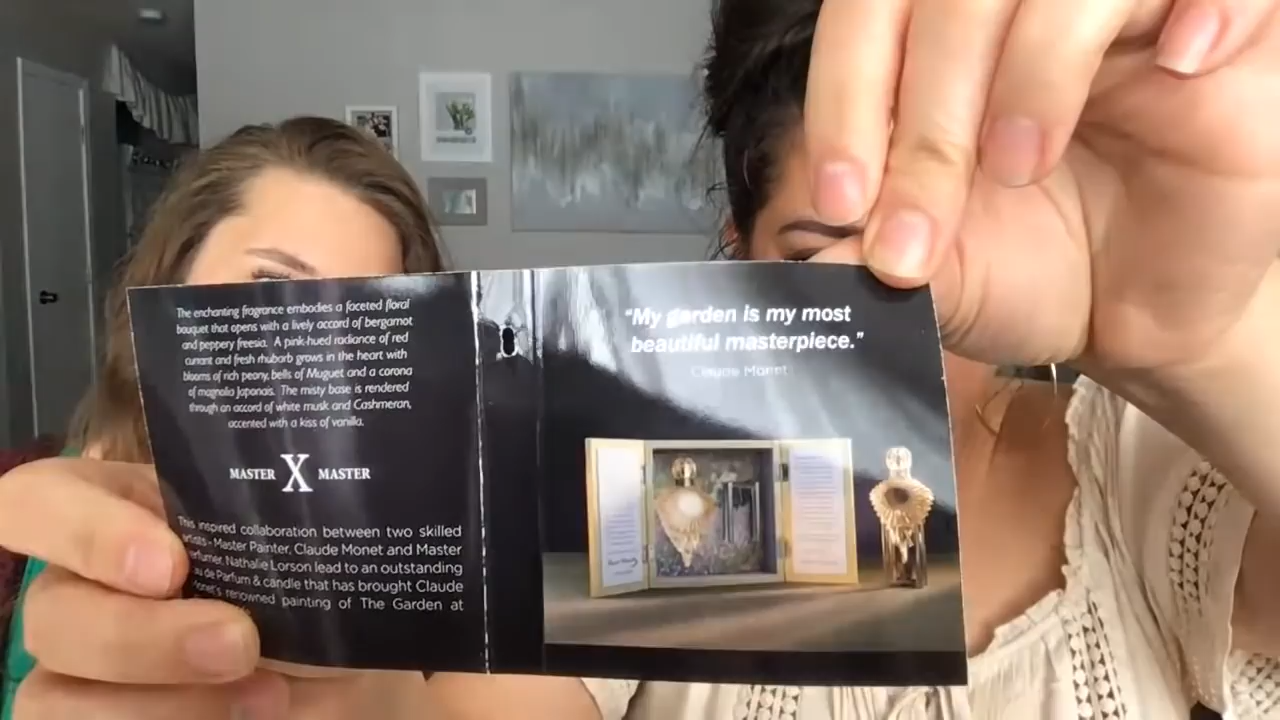 The enchanting fragrance embodies a faceted floral
bouquet that opens with a lively accord of bergamot
and peppery freesia. A pink-hued radiance of red
currant and fresh rhubarb grows in the heart with
blooms of rich peony, bells of Muguet and a corona
of magnolia Japonais. The misty base is rendered
through an accord of white musk and Cashmeran,
accented with a kiss of vanilla.
MASTER X MASTER
This inspired collaboration between two skilled
artists - Master Painter, Claude Monet and Master
Perfumer, Nathalie Lorson lead to an outstanding
de Parfum & candle that has brought Claude
renowned painting of The Garden at
"My garden is my most
beautiful masterpiece."
Claude Monet